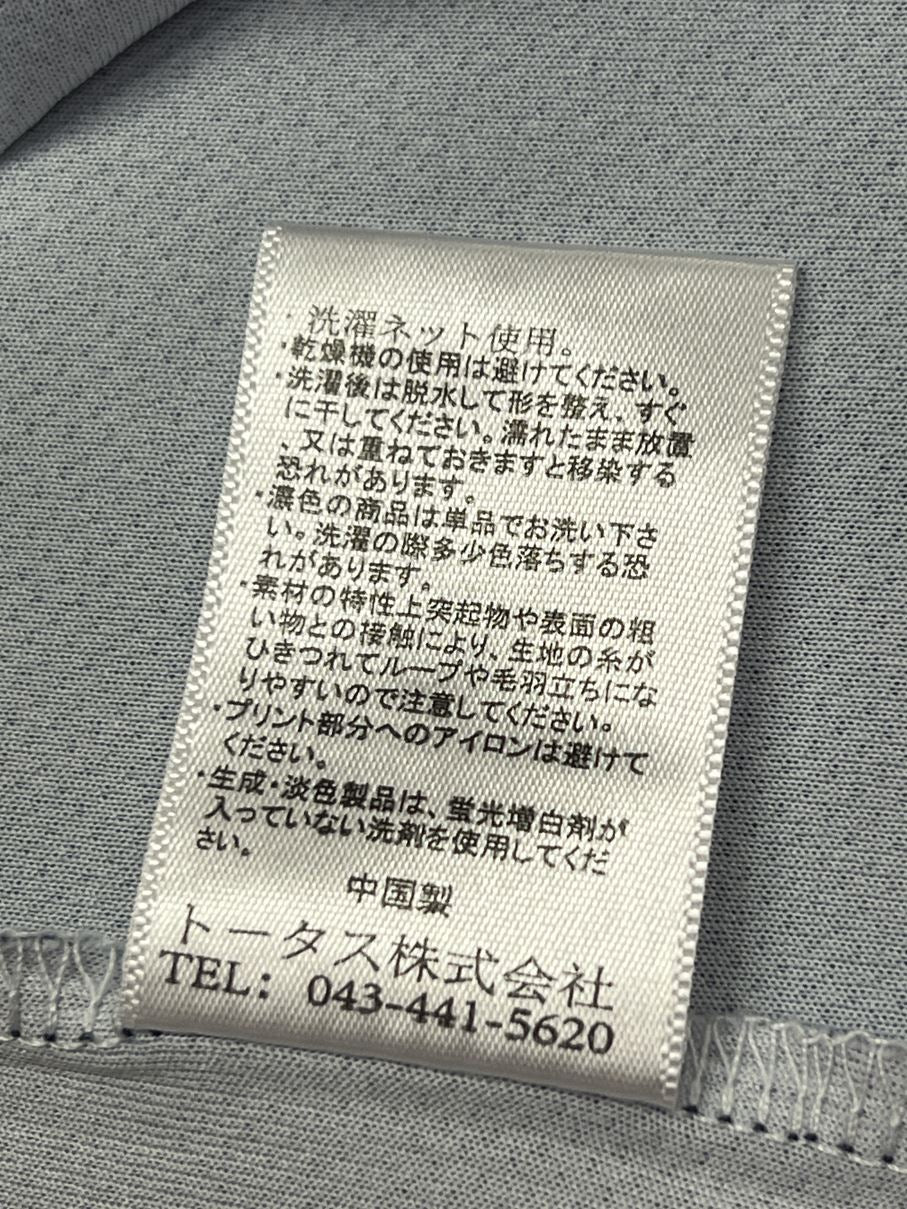 ・洗濯ネット使用。
・乾燥機の使用は避けてください。
・洗濯後は脱水して形を整え、すぐ
に干してください。濡れたまま放置
、又は重ねておきますと移染する
恐れがあります。
・濃色の商品は単品でお洗い下さ
い。洗濯の際多少色落ちする恐
れがあります。
・素材の特性上突起物や表面の粗
い物との接触により、生地の糸が
ひきつれてループや毛羽立ちにな
りやすいので注意してください。
・プリント部分へのアイロンは避けて
ください。
・生成・淡色製品は、蛍光増白剤が
入っていない洗剤を使用してくだ
さい。
中国製
トータス株式会社
TEL: 043-441-5620